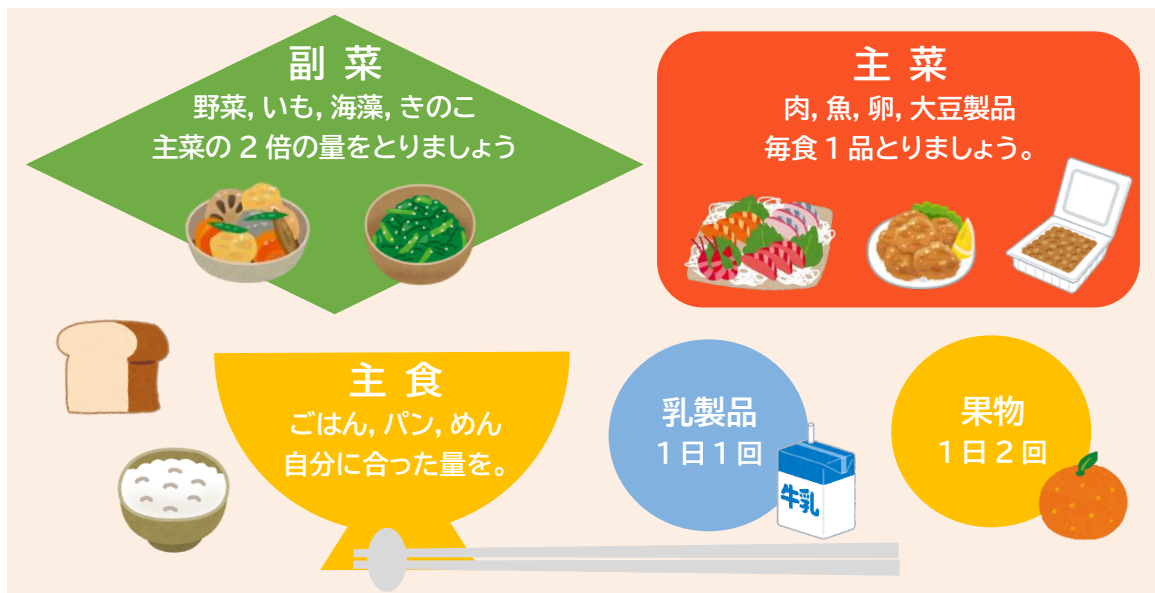 副 菜
野菜, いも, 海藻, きのこ
主菜の 2 倍の量をとりましょう
主 菜
肉, 魚, 卵, 大豆製品
毎食 1 品とりましょう。
主 食
ごはん, パン, めん
自分に合った量を。
乳製品
1 日 1 回
牛乳
果物
1 日 2 回